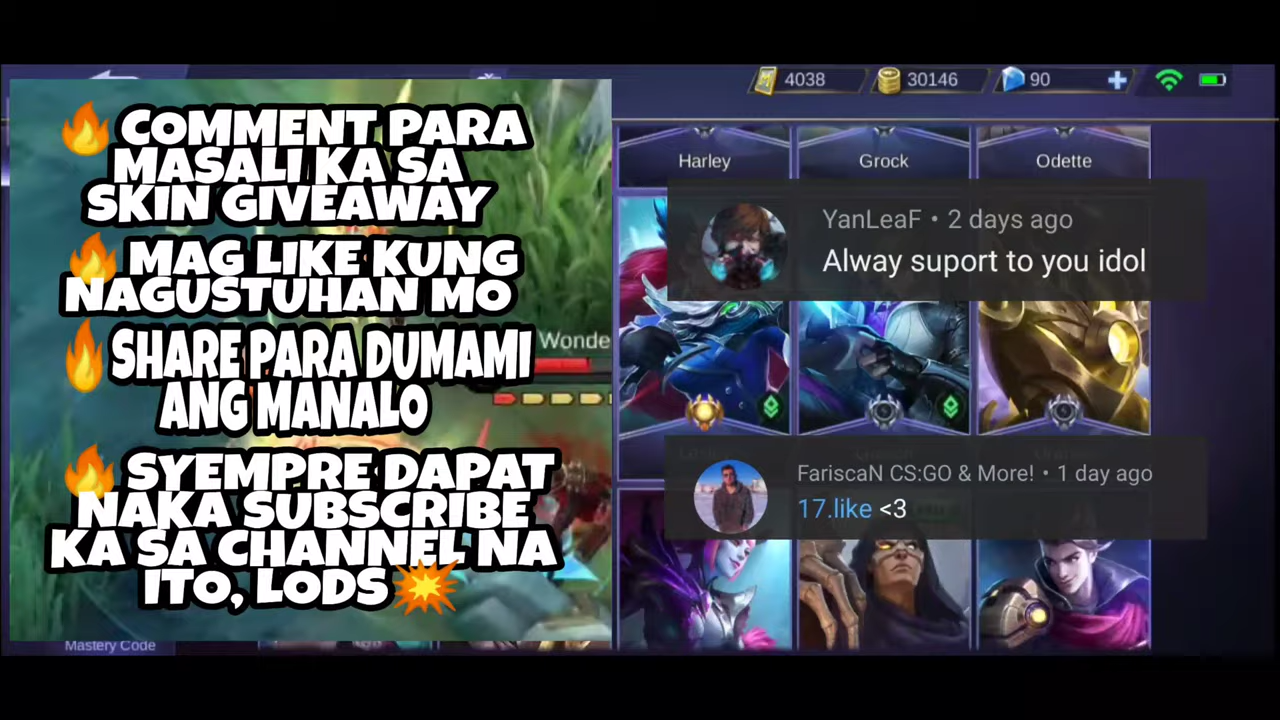 4038
30146
90
Harley
Grock
Odette
🔥 COMMENT PARA
MASALI KA SA
SKIN GIVEAWAY
🔥 MAG LIKE KUNG
NAGUSTUHAN MO
🔥 SHARE PARA DUMAMI
ANG MANALO
🔥 SYEMPRE DAPAT
NAKA SUBSCRIBE
KA SA CHANNEL NA
ITO, LODS💥
Wonde
YanLeaF • 2 days ago
Alway suport to you idol
FariscaN CS:GO & More! • 1 day ago
17.like <3
Mastery Code